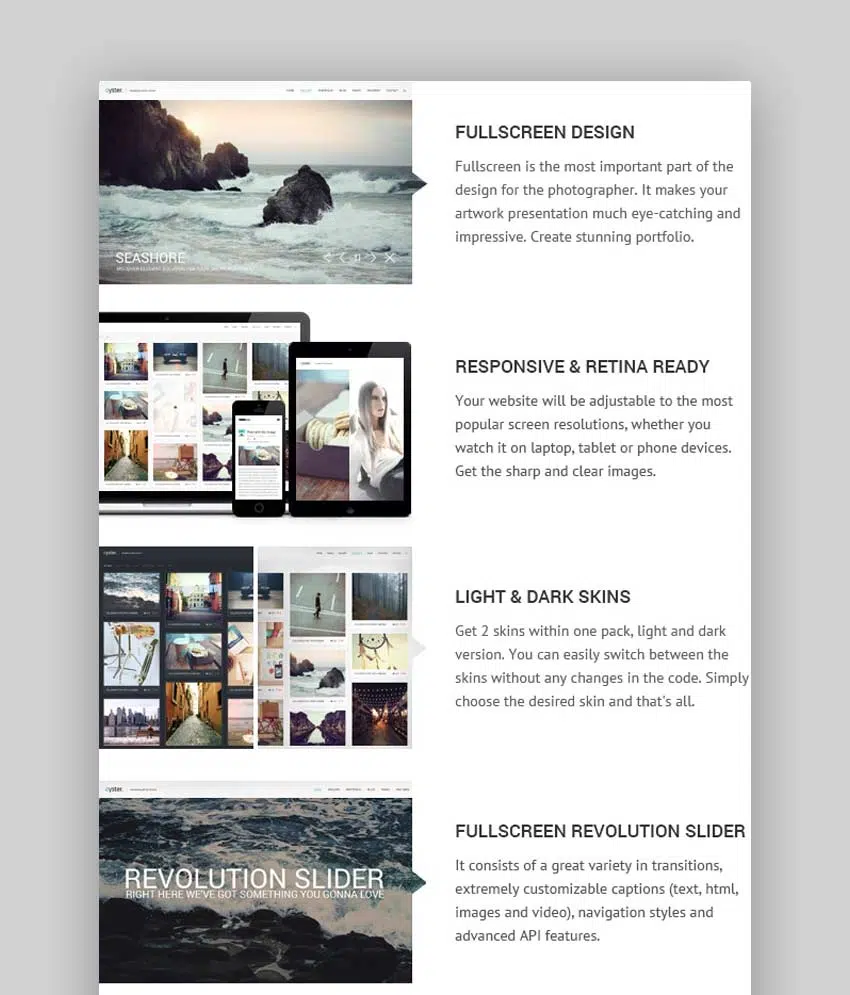 oyster.
FULLSCREEN DESIGN
Fullscreen is the most important part of the
design for the photographer. It makes your
artwork presentation much eye-catching and
impressive. Create stunning portfolio.
SEASHORE
RESPONSIVE & RETINA READY
Your website will be adjustable to the most
popular screen resolutions, whether you
watch it on laptop, tablet or phone devices.
Get the sharp and clear images.
oyster.
LIGHT & DARK SKINS
Get 2 skins within one pack, light and dark
version. You can easily switch between the
skins without any changes in the code. Simply
choose the desired skin and that's all.
oyster.
FULLSCREEN REVOLUTION SLIDER
It consists of a great variety in transitions,
extremely customizable captions (text, html,
images and video), navigation styles and
advanced API features.
REVOLUTION SLIDER
RIGHT HERE WE'VE GOT SOMETHING YOU GONNA LOVE